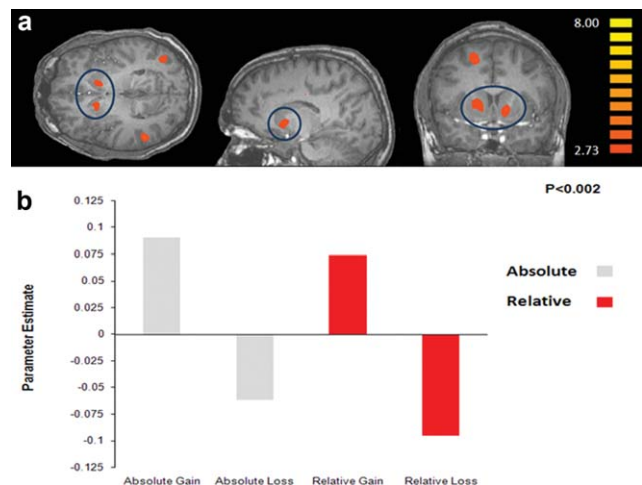 a
8.00
2.73
b
P<0.002
0.125
0.1
0.075
0.05
0.025
0
-0.025
-0.05
-0.075
-0.1
-0.125
Parameter Estimate
Absolute
Relative
Absolute Gain Absolute Loss Relative Gain Relative Loss